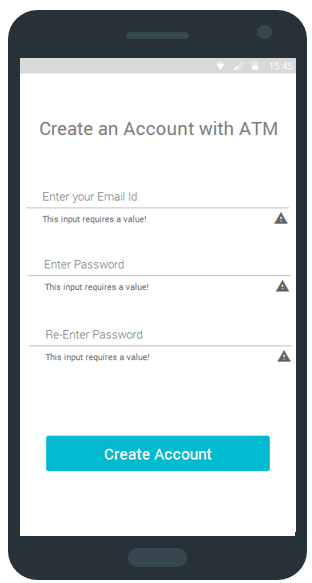 15:45
Create an Account with ATM
Enter your Email Id
This input requires a value!
Enter Password
This input requires a value!
Re-Enter Password
This input requires a value!
Create Account